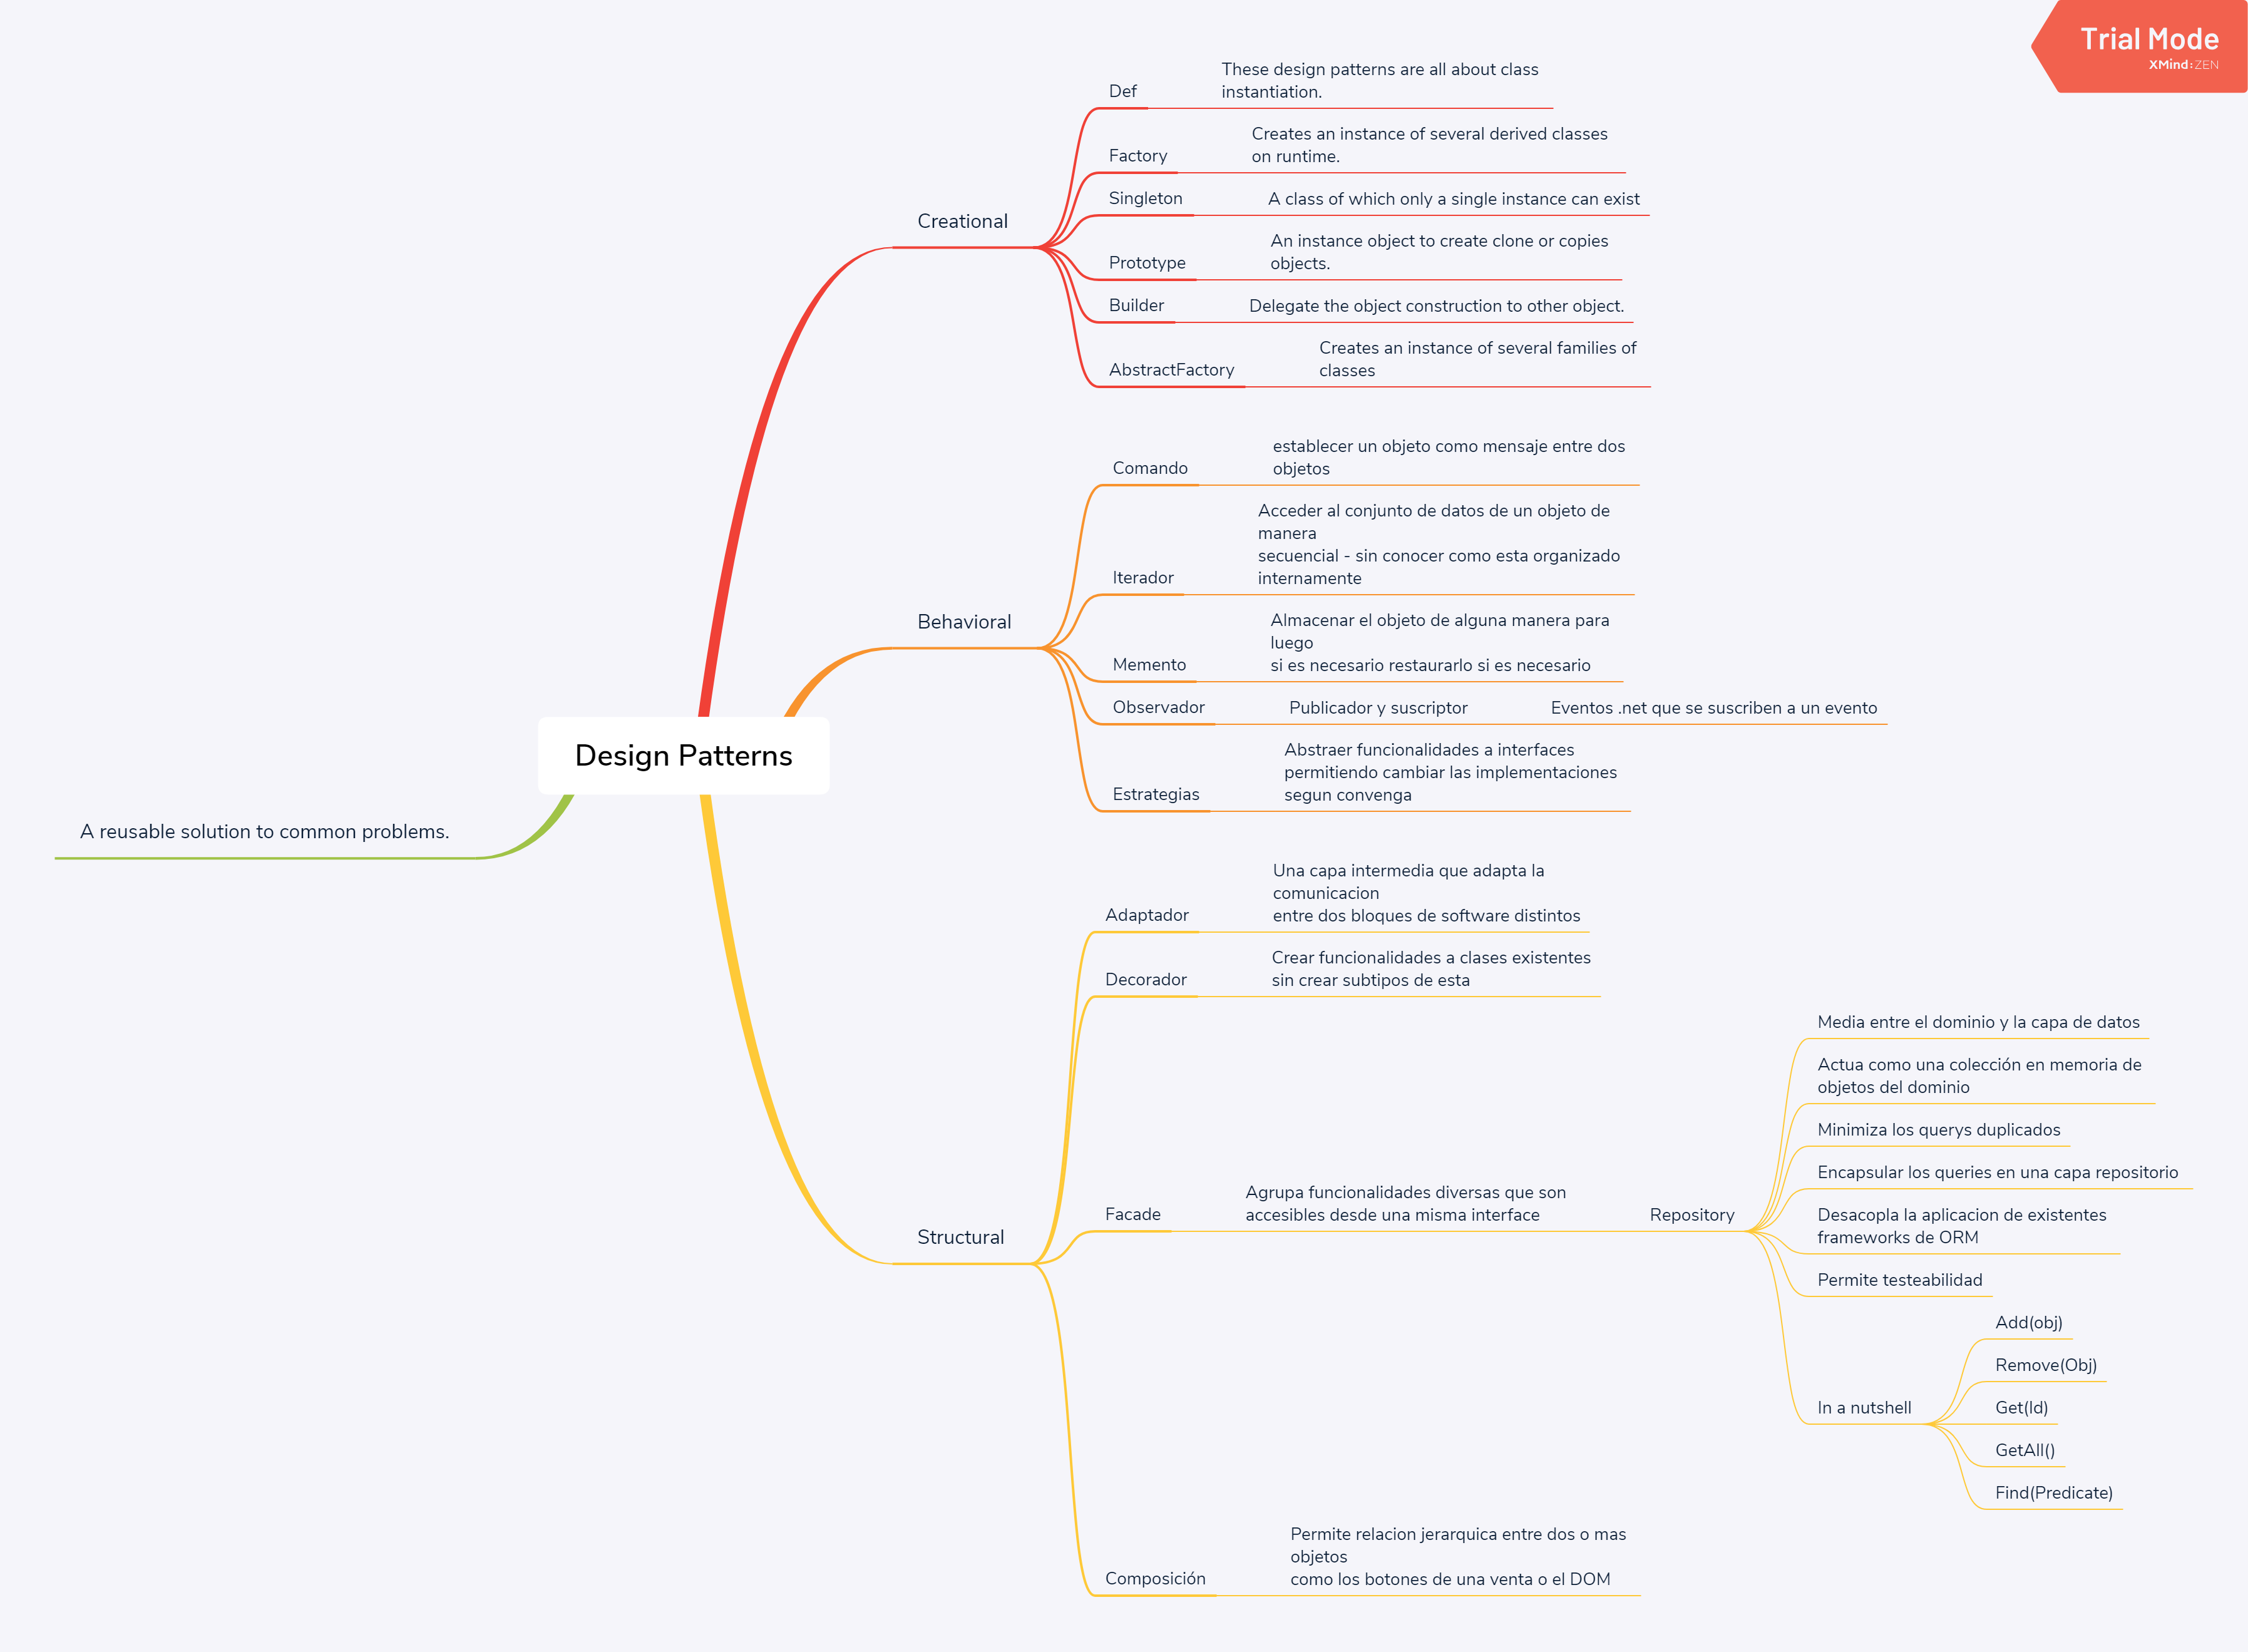 Trial Mode
XMind:ZEN
Design Patterns
A reusable solution to common problems.
Creational
Def
These design patterns are all about class
instantiation.
Factory
Creates an instance of several derived classes
on runtime.
Singleton
A class of which only a single instance can exist
Prototype
An instance object to create clone or copies
objects.
Builder
Delegate the object construction to other object.
AbstractFactory
Creates an instance of several families of
classes
Behavioral
Comando
establecer un objeto como mensaje entre dos
objetos
Iterador
Acceder al conjunto de datos de un objeto de
manera
secuencial - sin conocer como esta organizado
internamente
Memento
Almacenar el objeto de alguna manera para
luego
si es necesario restaurarlo si es necesario
Observador
Publicador y suscriptor
Eventos .net que se suscriben a un evento
Estrategias
Abstraer funcionalidades a interfaces
permitiendo cambiar las implementaciones
segun convenga
Structural
Adaptador
Una capa intermedia que adapta la
comunicacion
entre dos bloques de software distintos
Decorador
Crear funcionalidades a clases existentes
sin crear subtipos de esta
Facade
Agrupa funcionalidades diversas que son
accesibles desde una misma interface
Repository
Media entre el dominio y la capa de datos
Actua como una colección en memoria de
objetos del dominio
Minimiza los querys duplicados
Encapsular los queries en una capa repositorio
Desacopla la aplicacion de existentes
frameworks de ORM
Permite testeabilidad
In a nutshell
Add(obj)
Remove(Obj)
Get(Id)
GetAll()
Find(Predicate)
Composición
Permite relacion jerarquica entre dos o mas
objetos
como los botones de una venta o el DOM